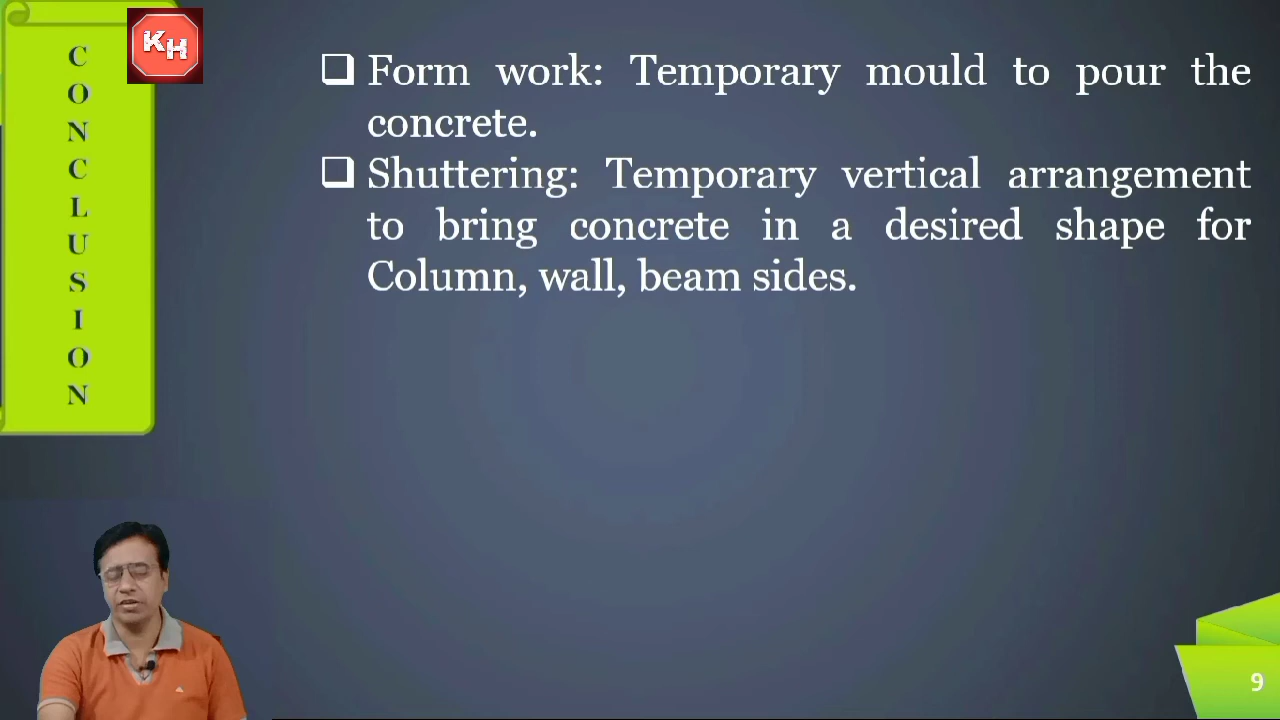 C
O
N
C
L
U
S
I
O
N
KH
❑ Form work: Temporary mould to pour the
concrete.
❑ Shuttering: Temporary vertical arrangement
to bring concrete in a desired shape for
Column, wall, beam sides.
9